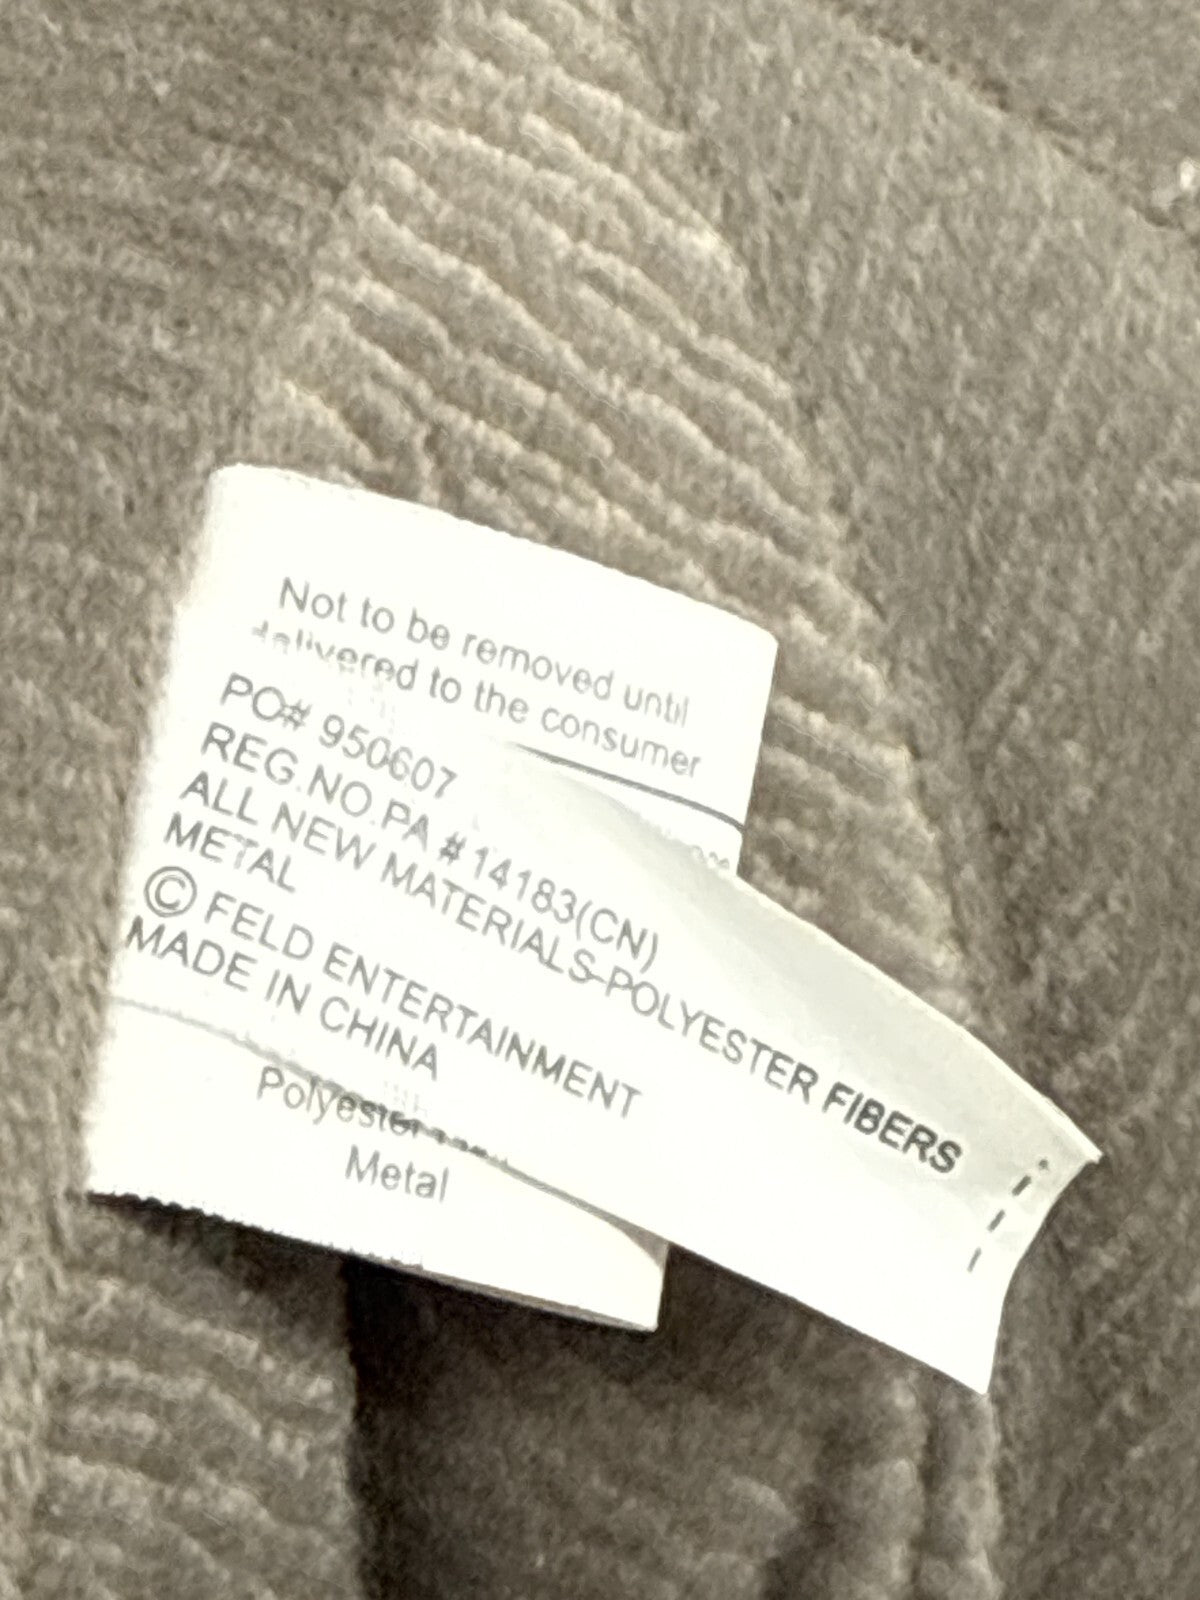 Not to be removed until
delivered to the consumer
PO# 950607
REG.NO.PA #14183(CN)
ALL NEW MATERIALS-POLYESTER FIBERS
METAL
© FELD ENTERTAINMENT
MADE IN CHINA
Polyester
Metal